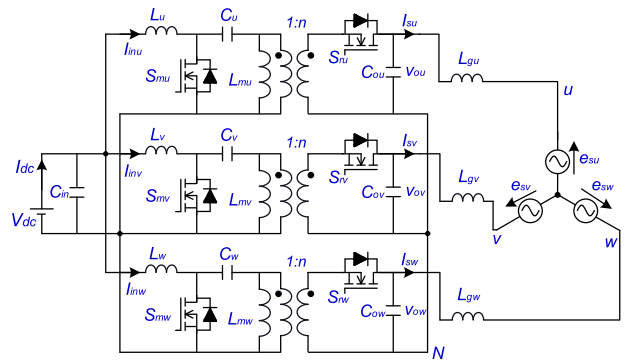 Lu
Cu
1:n
Isu
Iinu
Smu
Lmu
Sru
Cou
vou
Lgu
u
Lv
Cv
1:n
Isv
Idc
Cin
Iinv
Smv
Lmv
Srv
Cov
vov
Lgv
esu
esv
esw
Vdc
v
w
Lw
Cw
1:n
Isw
Iinw
Smw
Lmw
Srw
Cow
vow
Lgw
N